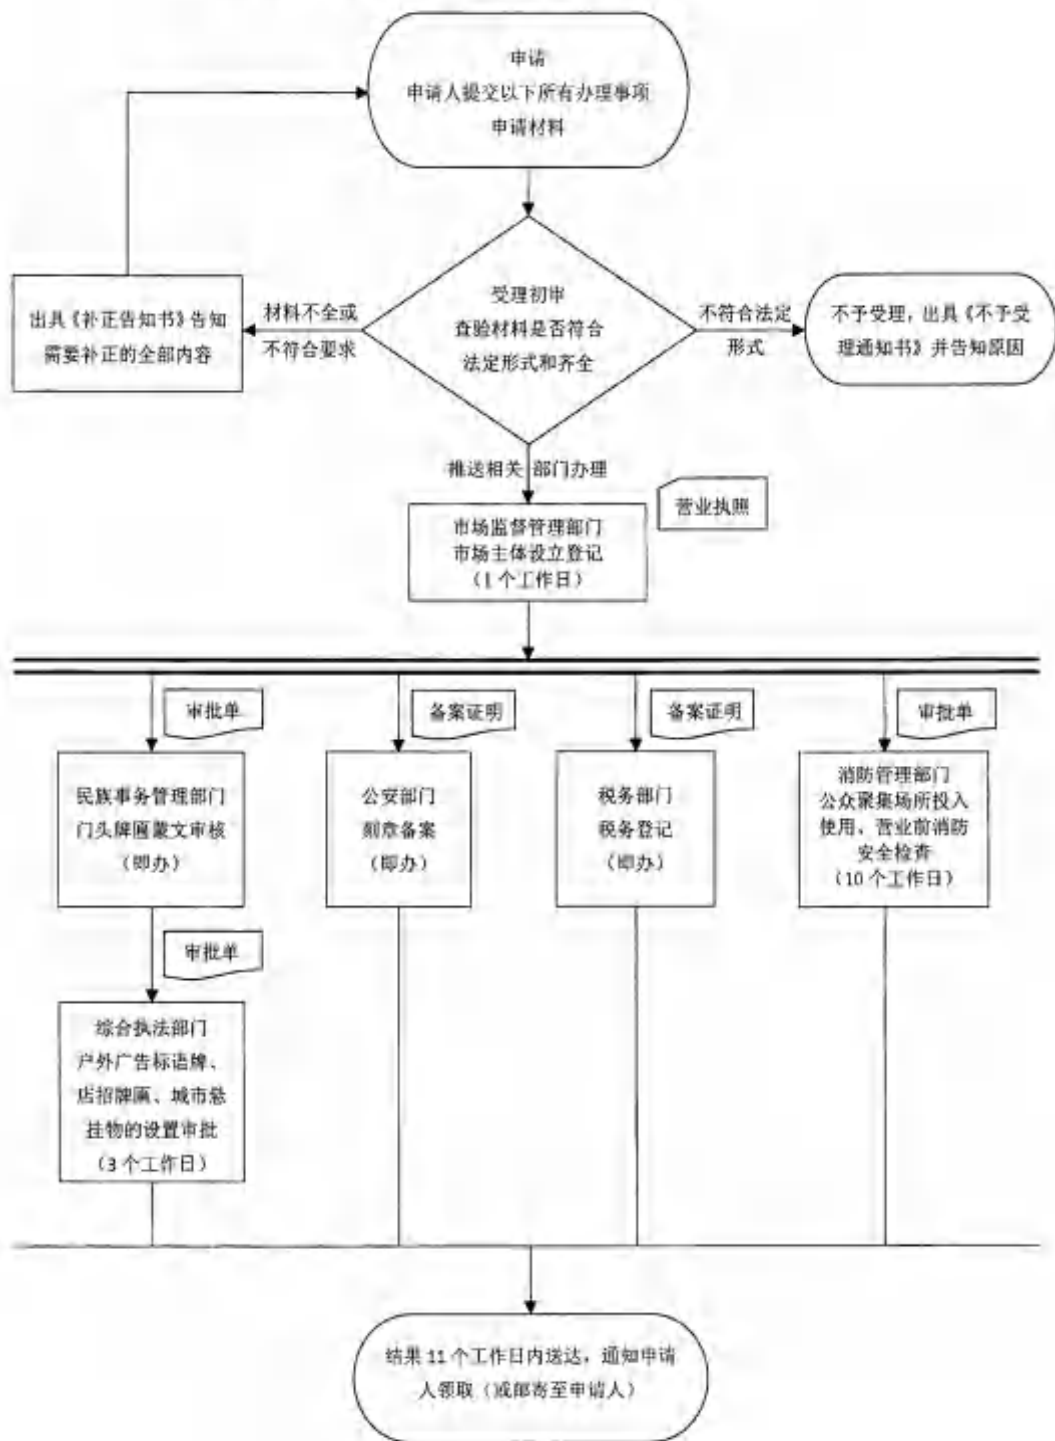 申请
申请人提交以下所有办理事项
申请材料
出具《补正告知书》告知
需要补正的全部内容
材料不全或
不符合要求
受理初审
查验材料是否符合
法定形式和齐全
不符合法定
形式
不予受理，出具《不予受
理通知书》并告知原因
推送相关 部门办理
营业执照
市场监督管理部门
市场主体设立登记
（1 个工作日）
审批单
备案证明
备案证明
审批单
民族事务管理部门
门头牌匾蒙文审核
（即办）
公安部门
刻章备案
（即办）
税务部门
税务登记
（即办）
消防管理部门
公众聚集场所投入
使用、营业前消防
安全检查
（10 个工作日）
审批单
综合执法部门
户外广告标语牌、
店招牌匾、城市悬
挂物的设置审批
（3 个工作日）
结果 11 个工作日内送达，通知申请
人领取（或邮寄至申请人）